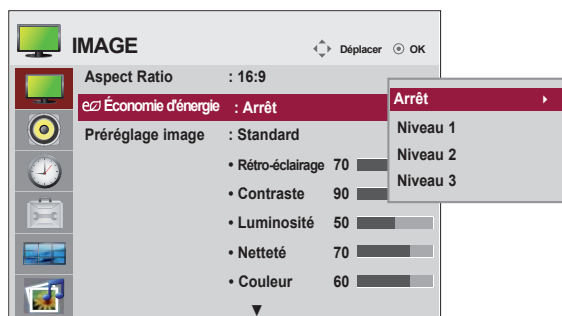 IMAGE
Déplacer OK
Aspect Ratio : 16:9
eco Économie d'énergie : Arrêt
Préréglage image : Standard
• Rétro-éclairage 70
• Contraste 90
• Luminosité 50
• Netteté 70
• Couleur 60
Arrêt
Niveau 1
Niveau 2
Niveau 3